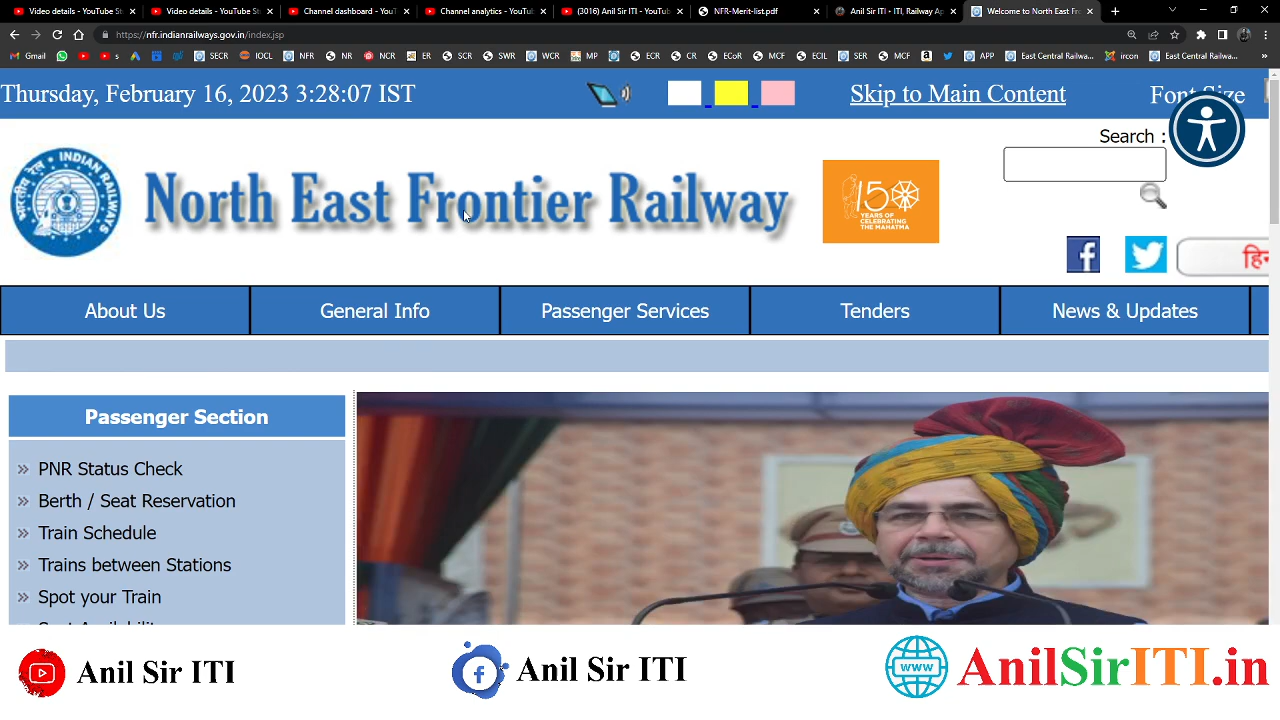 Video details - YouTube St
Video details - YouTube St
Channel dashboard - YouT
Channel analytics - YouTu
(3016) Anil Sir ITI - YouTub
NFR-Merit-list.pdf
Anil Sir ITI - ITI, Railway Ap
Welcome to North East Fro
https://nfr.indianrailways.gov.in/index.jsp
Gmail s SECR IOCL NFR NR NCR ER SCR SWR WCR MP ECR CR ECoR MCF ECIL SER MCF APP East Central Railwa... ircon East Central Railwa...
Thursday, February 16, 2023 3:28:07 IST
Skip to Main Content
Font Size
Search :
INDIAN RAILWAYS भारतीय रेल
North East Frontier Railway
150
YEARS OF
CELEBRATING
THE MAHATMA
About Us General Info Passenger Services Tenders News & Updates
Passenger Section
PNR Status Check
Berth / Seat Reservation
Train Schedule
Trains between Stations
Spot your Train
Anil Sir ITI
Anil Sir ITI
www
AnilSirITI.in